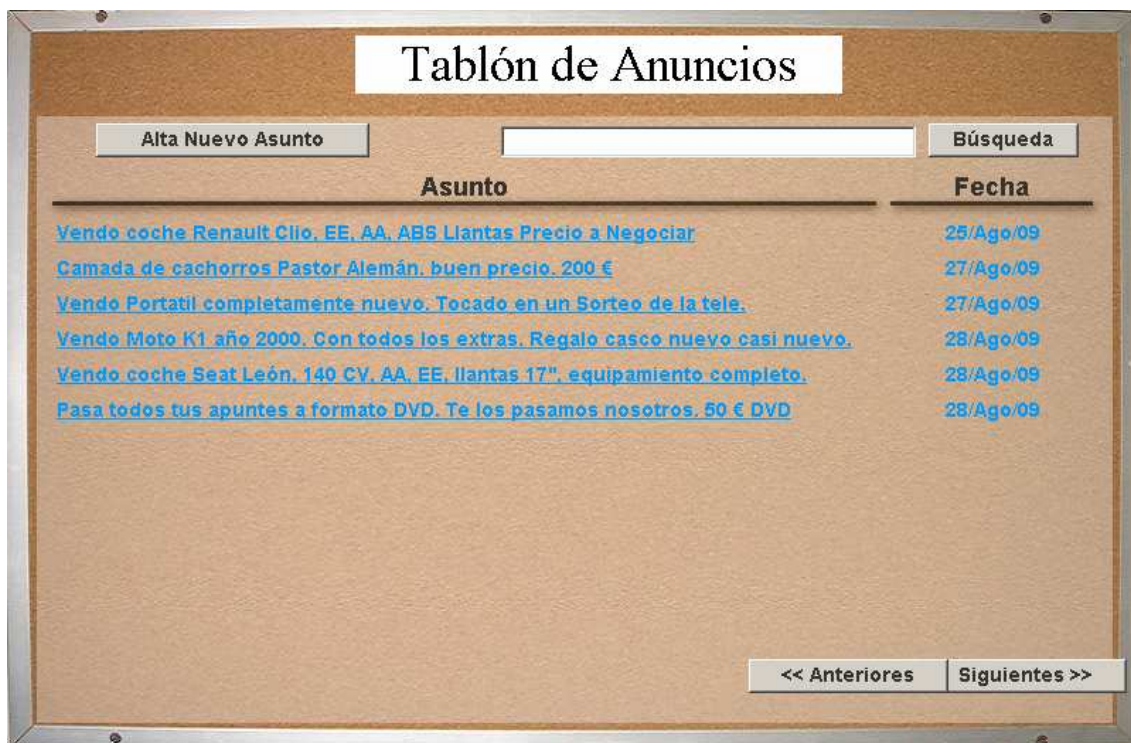 Tablón de Anuncios
Alta Nuevo Asunto Búsqueda
Asunto Fecha
Vendo coche Renault Clio, EE, AA, ABS Llantas Precio a Negociar 25/Ago/09
Camada de cachorros Pastor Alemán, buen precio. 200 € 27/Ago/09
Vendo Portatil completamente nuevo. Tocado en un Sorteo de la tele. 27/Ago/09
Vendo Moto K1 año 2000. Con todos los extras. Regalo casco nuevo casi nuevo. 28/Ago/09
Vendo coche Seat León, 140 CV, AA, EE, llantas 17", equipamiento completo. 28/Ago/09
Pasa todos tus apuntes a formato DVD. Te los pasamos nosotros. 50 € DVD 28/Ago/09
<< Anteriores Siguientes >>